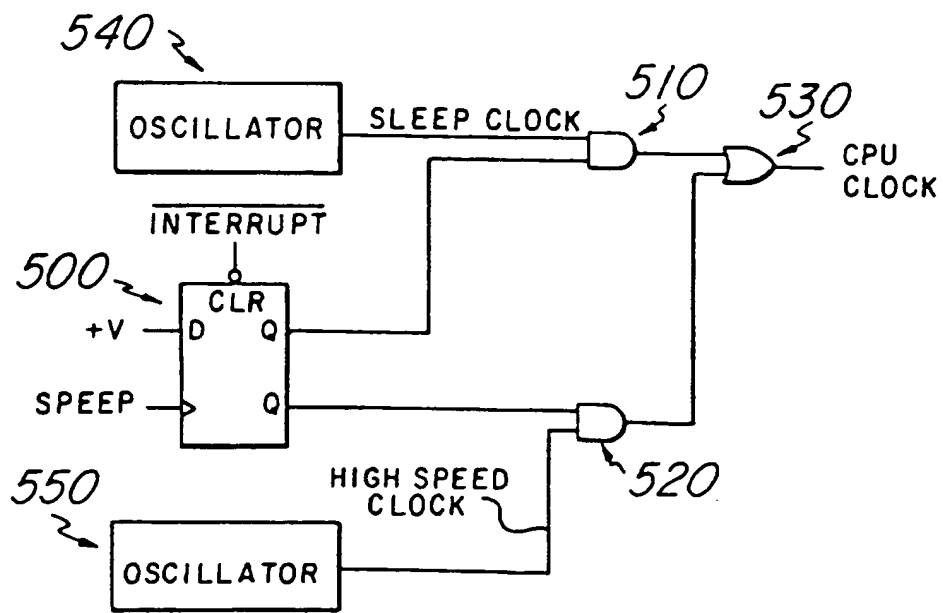 540
510
530
OSCILLATOR
SLEEP CLOCK
CPU
CLOCK
INTERRUPT
500
CLR
+V
D
Q
SPEEP
Q
550
HIGH SPEED
CLOCK
520
OSCILLATOR